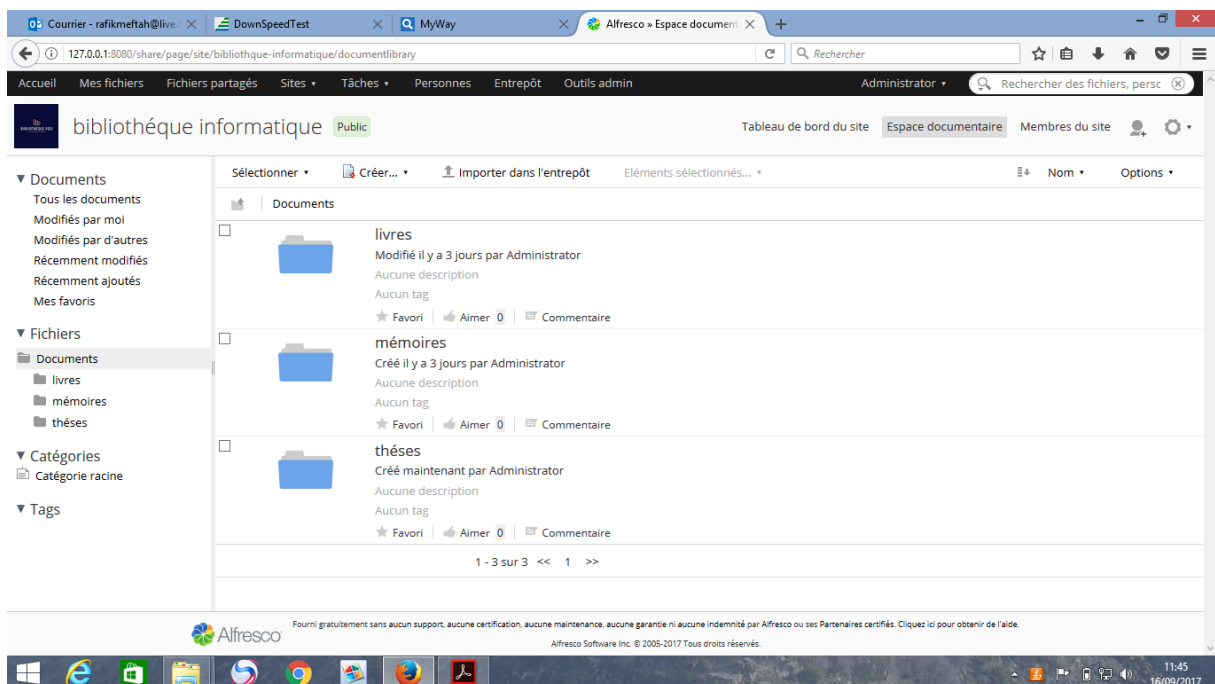 Courrier - rafikmeftah@live.
DownSpeedTest
MyWay
Alfresco » Espace document
127.0.0.1:8080/share/page/site/bibliothque-informatique/documentlibrary
Rechercher
Accueil Mes fichiers Fichiers partagés Sites Tâches Personnes Entrepôt Outils admin Administrator Rechercher des fichiers, persc
bibliothéque informatique Public Tableau de bord du site Espace documentaire Membres du site
Documents
Tous les documents
Modifiés par moi
Modifiés par d'autres
Récemment modifiés
Récemment ajoutés
Mes favoris
Fichiers
Documents
livres
mémoires
théses
Catégories
Catégorie racine
Tags
Sélectionner Créer... Importer dans l'entrepôt Eléments sélectionnés... Nom Options
Documents
livres
Modifié il y a 3 jours par Administrator
Aucune description
Aucun tag
Favori Aimer 0 Commentaire
mémoires
Créé il y a 3 jours par Administrator
Aucune description
Aucun tag
Favori Aimer 0 Commentaire
théses
Créé maintenant par Administrator
Aucune description
Aucun tag
Favori Aimer 0 Commentaire
1 - 3 sur 3 << 1 >>
Alfresco
Fourni gratuitement sans aucun support, aucune certification, aucune maintenance, aucune garantie ni aucune indemnité par Alfresco ou ses Partenaires certifiés. Cliquez ici pour obtenir de l'aide.
Alfresco Software Inc. © 2005-2017 Tous droits réservés.
11:45
16/09/2017